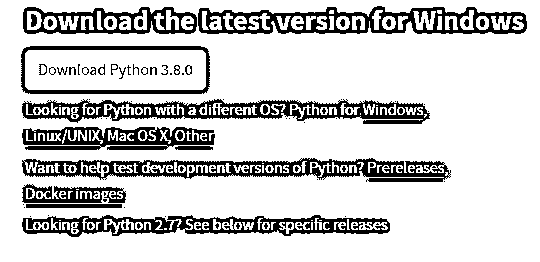 Download the latest version for Windows
Download Python 3.8.0
Looking for Python with a different OS? Python for Windows,
Linux/UNIX, Mac OS X, Other
Want to help test development versions of Python? Prereleases,
Docker images
Looking for Python 2.7? See below for specific releases